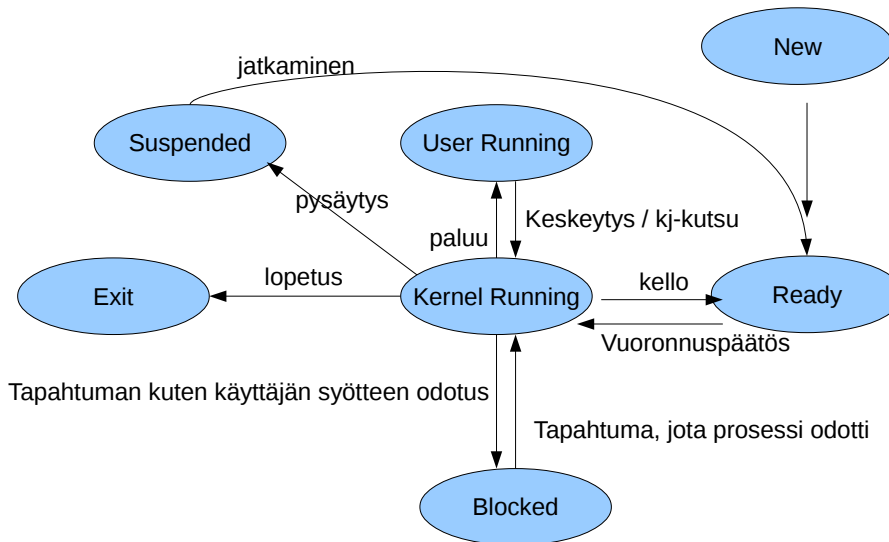 New
jatkaminen
Suspended
User Running
pysäytys
Keskeytys / kj-kutsu
paluu
lopetus
kello
Exit
Kernel Running
Ready
Vuoronnuspäätös
Tapahtuman kuten käyttäjän syötteen odotus
Tapahtuma, jota prosessi odotti
Blocked